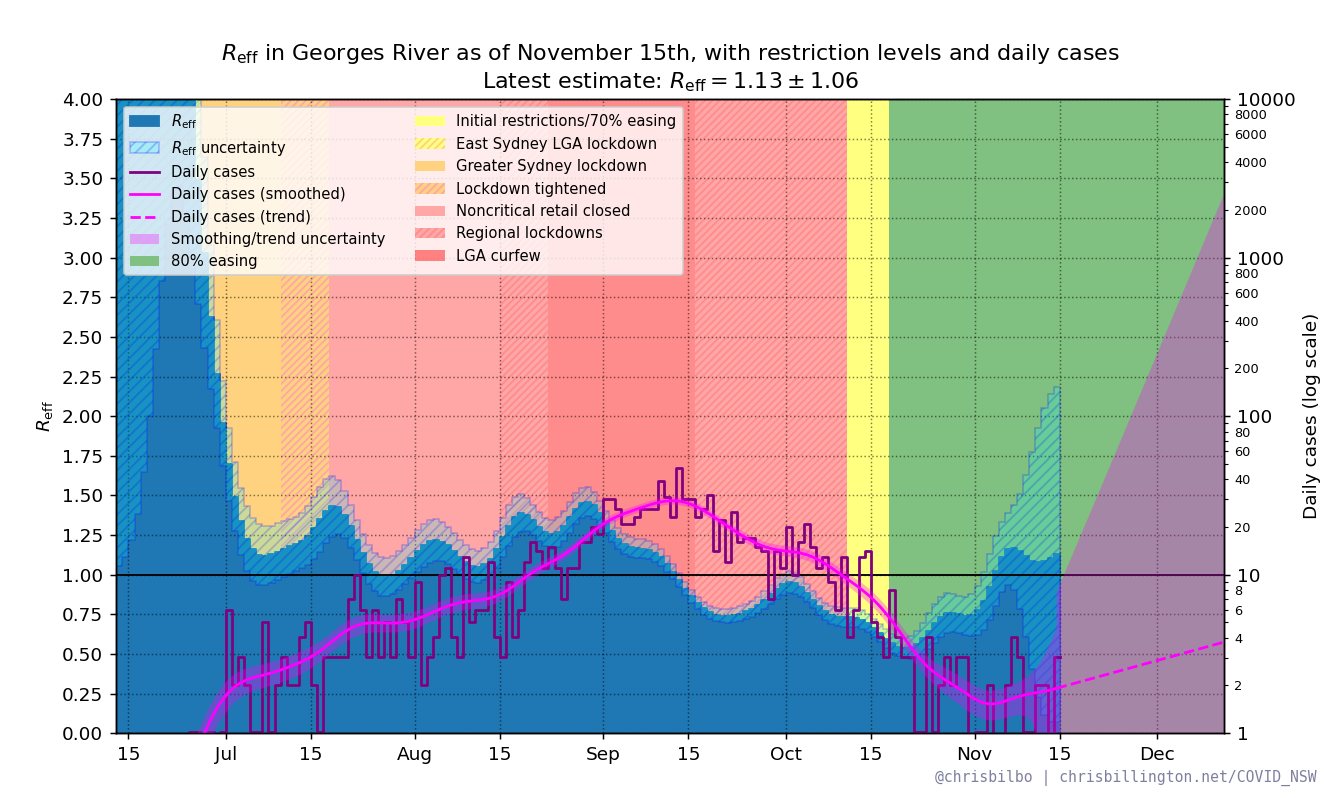 Reff in Georges River as of November 15th, with restriction levels and daily cases
Latest estimate: Reff = 1.13 ± 1.06
Reff
Reff uncertainty
Daily cases
Daily cases (smoothed)
Daily cases (trend)
Smoothing/trend uncertainty
80% easing
Initial restrictions/70% easing
East Sydney LGA lockdown
Greater Sydney lockdown
Lockdown tightened
Noncritical retail closed
Regional lockdowns
LGA curfew
Reff
4.00
3.75
3.50
3.25
3.00
2.75
2.50
2.25
2.00
1.75
1.50
1.25
1.00
0.75
0.50
0.25
0.00
10000
8000
6000
4000
2000
1000
800
600
400
200
100
80
60
40
20
10
8
6
4
2
1
Daily cases (log scale)
15 Jul 15 Aug 15 Sep 15 Oct 15 Nov 15 Dec
@chrisbilbo | chrisbillington.net/COVID_NSW